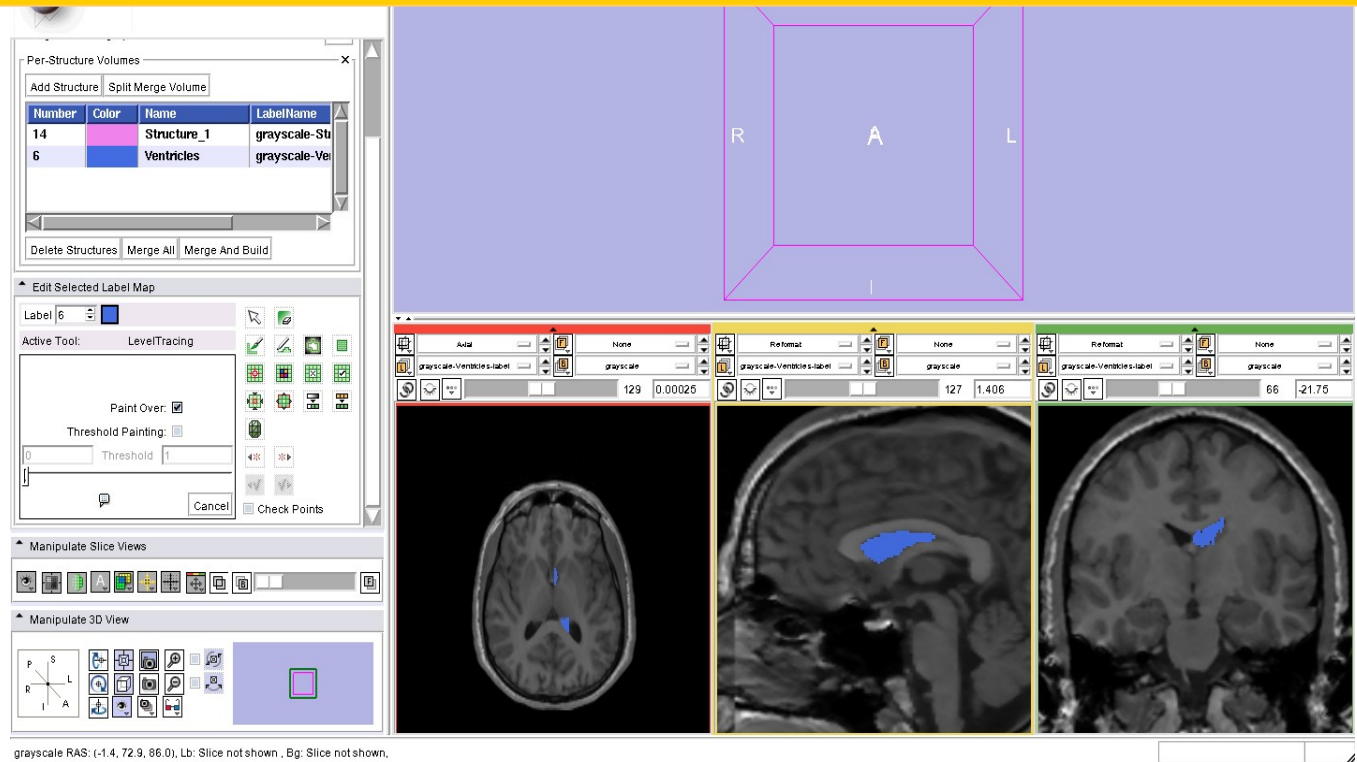 Per-Structure Volumes
Add Structure Split Merge Volume
Number Color Name LabelName
14 Structure_1 grayscale-Stu
6 Ventricles grayscale-Ve
Delete Structures Merge All Merge And Build
Edit Selected Label Map
Label 6
Active Tool: LevelTracing
Paint Over:
Threshold Painting:
0 Threshold 1
Cancel
Check Points
Manipulate Slice Views
Manipulate 3D View
P S
R L
I A
R A L
I
Axial None
grayscale-Ventricles-label grayscale
129 0.00025
Reformat None
grayscale-Ventricles-label grayscale
127 1.406
Reformat None
grayscale-Ventricles-label grayscale
66 -21.75
grayscale RAS: (-1.4, 72.9, 86.0), Lb: Slice not shown , Bg: Slice not shown,